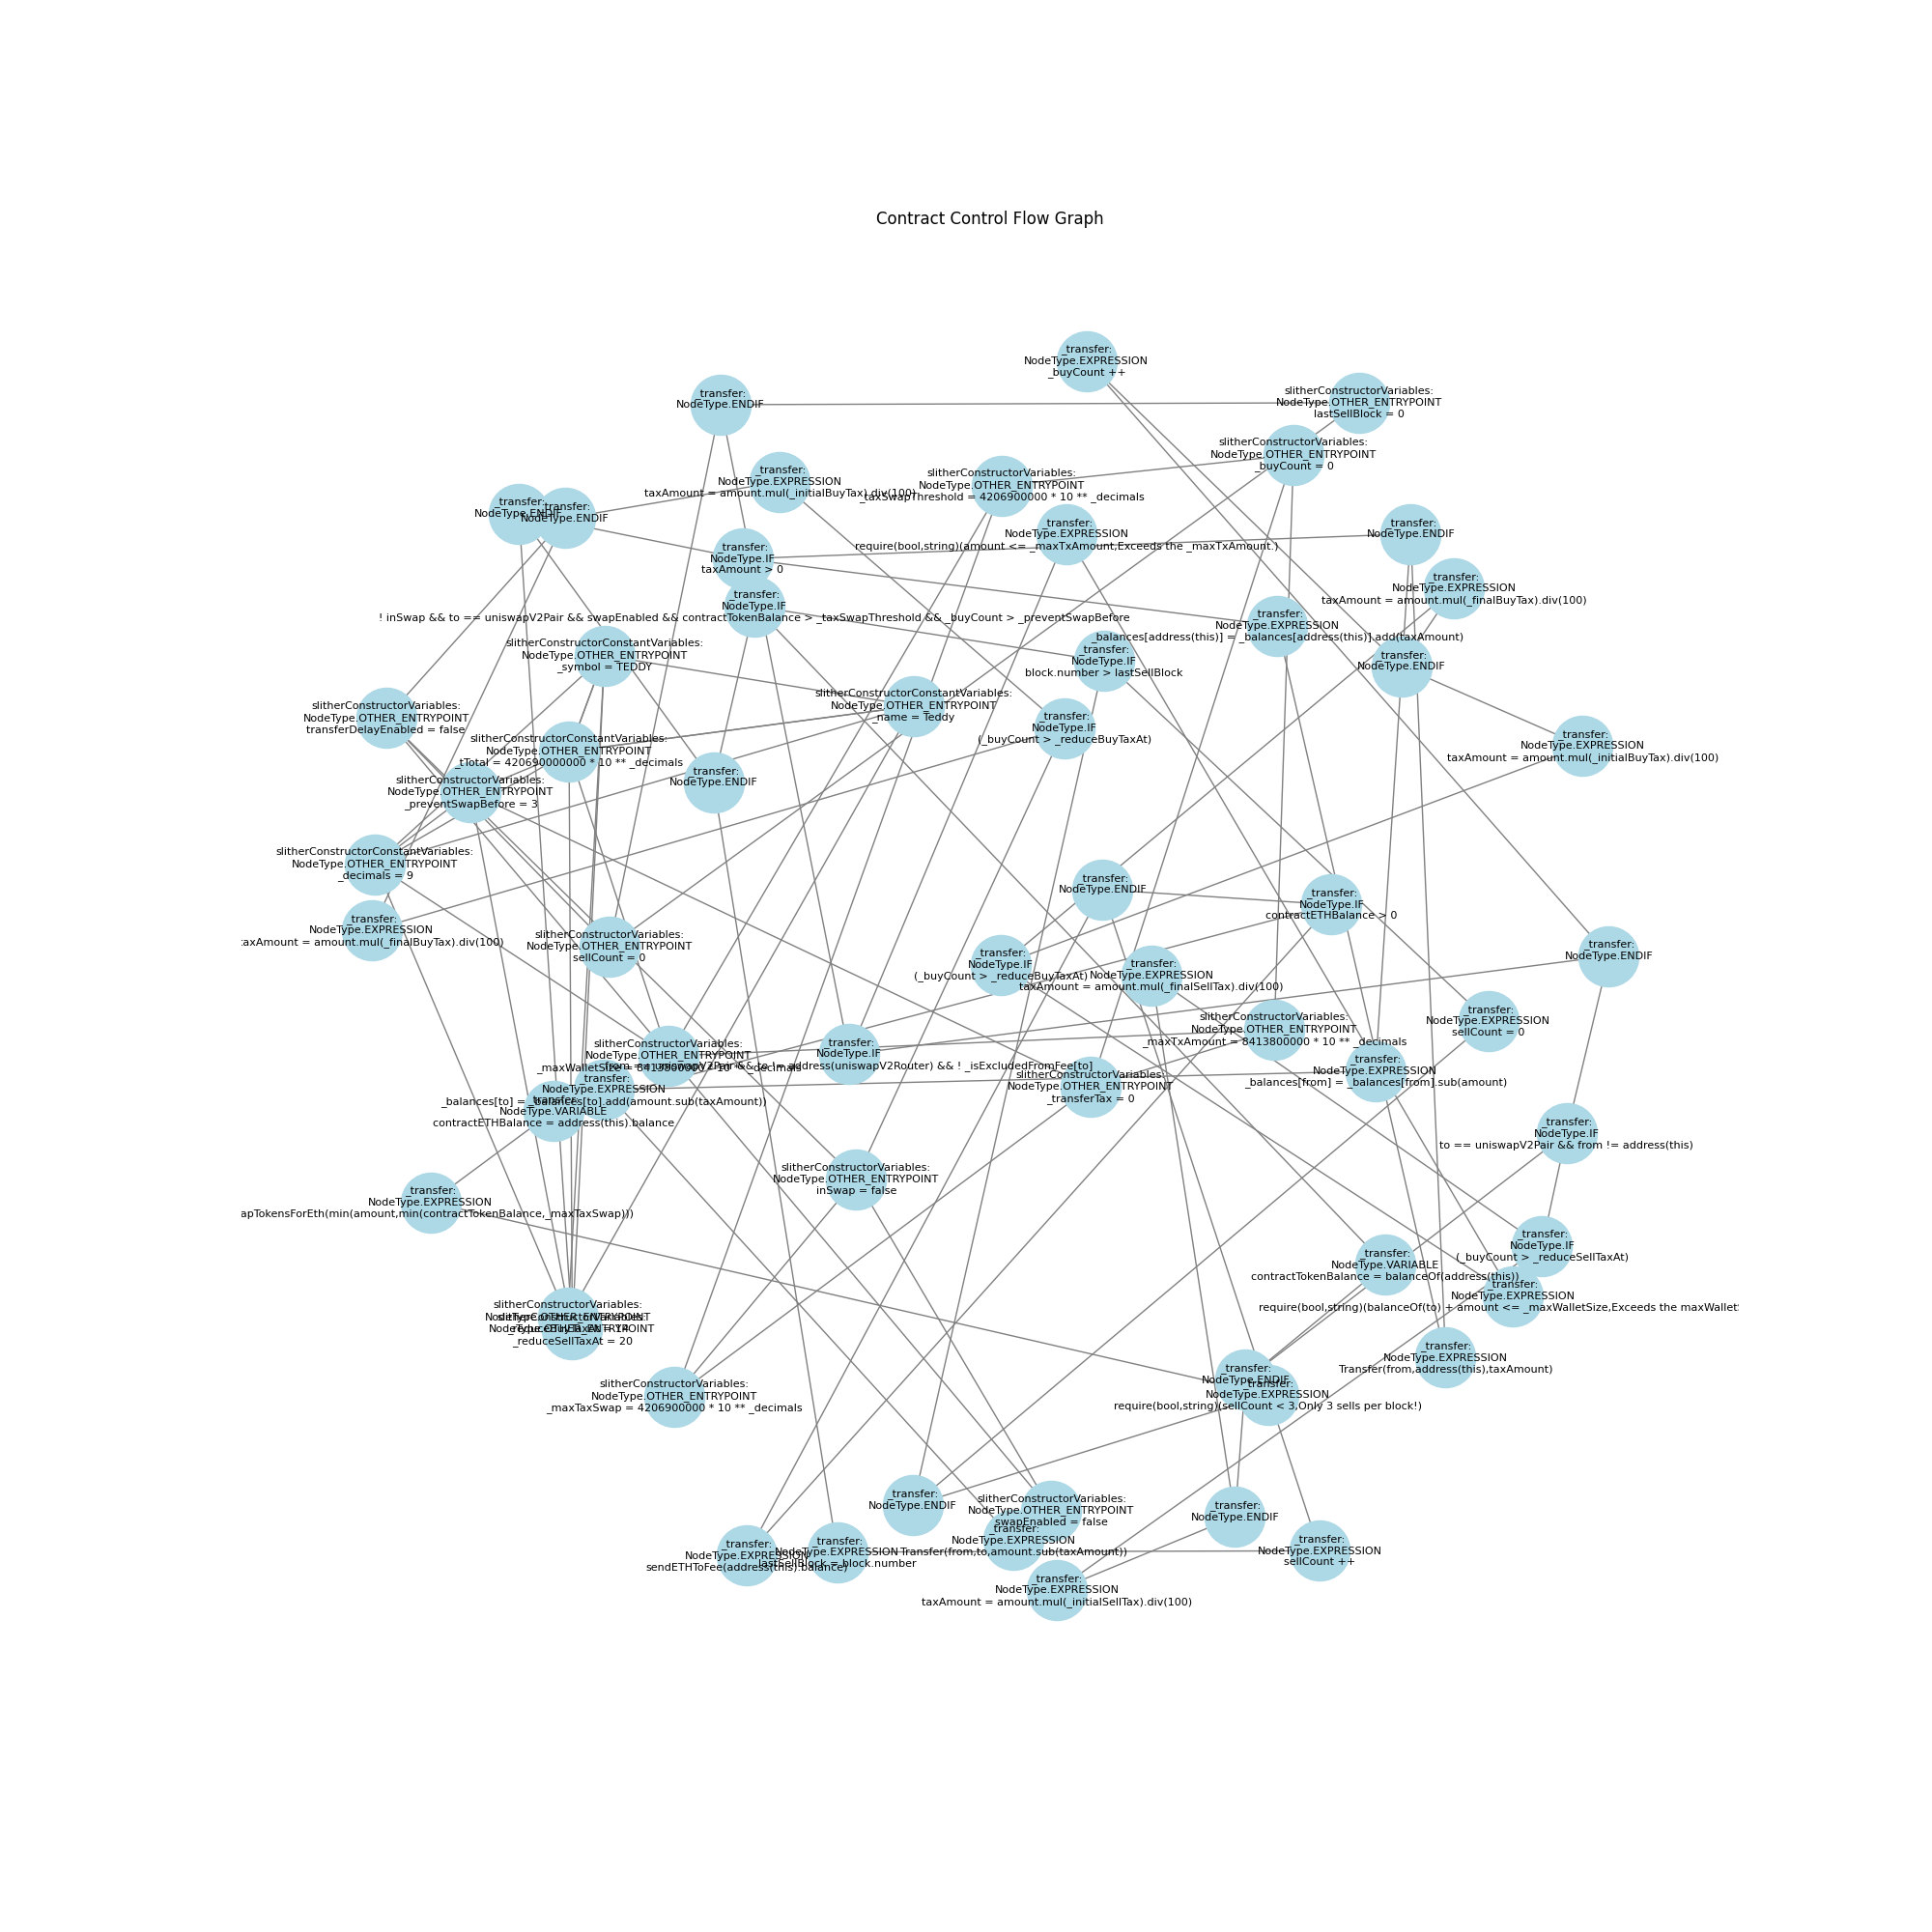 Contract Control Flow Graph
_transfer:
NodeType.EXPRESSION
_buyCount ++
_transfer:
NodeType.ENDIF
slitherConstructorVariables:
NodeType.OTHER_ENTRYPOINT
lastSellBlock = 0
slitherConstructorVariables:
NodeType.OTHER_ENTRYPOINT
_buyCount = 0
_transfer:
NodeType.EXPRESSION
taxAmount = amount.mul(_initialBuyTax).div(100)
slitherConstructorVariables:
NodeType.OTHER_ENTRYPOINT
_taxSwapThreshold = 4206900000 * 10 ** _decimals
_transfer:
NodeType.ENDIF
_transfer:
NodeType.ENDIF
_transfer:
NodeType.EXPRESSION
require(bool,string)(amount <= _maxTxAmount,Exceeds the _maxTxAmount.)
_transfer:
NodeType.ENDIF
_transfer:
NodeType.IF
taxAmount > 0
_transfer:
NodeType.EXPRESSION
taxAmount = amount.mul(_finalBuyTax).div(100)
_transfer:
NodeType.IF
! inSwap && to == uniswapV2Pair && swapEnabled && contractTokenBalance > _taxSwapThreshold && _buyCount > _preventSwapBefore
_transfer:
NodeType.EXPRESSION
_balances[address(this)] = _balances[address(this)].add(taxAmount)
slitherConstructorConstantVariables:
NodeType.OTHER_ENTRYPOINT
_symbol = TEDDY
_transfer:
NodeType.IF
block.number > lastSellBlock
_transfer:
NodeType.ENDIF
slitherConstructorVariables:
NodeType.OTHER_ENTRYPOINT
transferDelayEnabled = false
slitherConstructorConstantVariables:
NodeType.OTHER_ENTRYPOINT
_name = Teddy
_transfer:
NodeType.IF
(_buyCount > _reduceBuyTaxAt)
slitherConstructorConstantVariables:
NodeType.OTHER_ENTRYPOINT
_tTotal = 420690000000 * 10 ** _decimals
_transfer:
NodeType.EXPRESSION
taxAmount = amount.mul(_initialBuyTax).div(100)
slitherConstructorVariables:
NodeType.OTHER_ENTRYPOINT
_preventSwapBefore = 3
_transfer:
NodeType.ENDIF
slitherConstructorConstantVariables:
NodeType.OTHER_ENTRYPOINT
_decimals = 9
_transfer:
NodeType.ENDIF
_transfer:
NodeType.IF
contractETHBalance > 0
_transfer:
NodeType.EXPRESSION
taxAmount = amount.mul(_finalBuyTax).div(100)
slitherConstructorVariables:
NodeType.OTHER_ENTRYPOINT
sellCount = 0
_transfer:
NodeType.ENDIF
_transfer:
NodeType.IF
(_buyCount > _reduceBuyTaxAt)
_transfer:
NodeType.EXPRESSION
taxAmount = amount.mul(_finalSellTax).div(100)
_transfer:
NodeType.EXPRESSION
sellCount = 0
slitherConstructorVariables:
NodeType.OTHER_ENTRYPOINT
_maxTxAmount = 8413800000 * 10 ** _decimals
slitherConstructorVariables:
NodeType.OTHER_ENTRYPOINT
_maxWalletSize = 8413800000 * 10 ** _decimals
_transfer:
NodeType.IF
from == uniswapV2Pair && to != address(uniswapV2Router) && ! _isExcludedFromFee[to]
_transfer:
NodeType.EXPRESSION
_balances[from] = _balances[from].sub(amount)
slitherConstructorVariables:
NodeType.OTHER_ENTRYPOINT
_transferTax = 0
_transfer:
NodeType.EXPRESSION
_balances[to] = _balances[to].add(amount.sub(taxAmount))
_transfer:
NodeType.VARIABLE
contractETHBalance = address(this).balance
_transfer:
NodeType.IF
to == uniswapV2Pair && from != address(this)
slitherConstructorVariables:
NodeType.OTHER_ENTRYPOINT
inSwap = false
_transfer:
NodeType.EXPRESSION
apTokensForEth(min(amount,min(contractTokenBalance,_maxTaxSwap)))
_transfer:
NodeType.IF
(_buyCount > _reduceSellTaxAt)
_transfer:
NodeType.VARIABLE
contractTokenBalance = balanceOf(address(this))
_transfer:
NodeType.EXPRESSION
require(bool,string)(balanceOf(to) + amount <= _maxWalletSize,Exceeds the maxWallet
slitherConstructorVariables:
NodeType.OTHER_ENTRYPOINT
_reduceSellTaxAt = 20
_transfer:
NodeType.EXPRESSION
Transfer(from,address(this),taxAmount)
_transfer:
NodeType.ENDIF
_transfer:
NodeType.EXPRESSION
require(bool,string)(sellCount < 3,Only 3 sells per block!)
slitherConstructorVariables:
NodeType.OTHER_ENTRYPOINT
_maxTaxSwap = 4206900000 * 10 ** _decimals
_transfer:
NodeType.ENDIF
slitherConstructorVariables:
NodeType.OTHER_ENTRYPOINT
swapEnabled = false
_transfer:
NodeType.ENDIF
_transfer:
NodeType.EXPRESSION
Transfer(from,to,amount.sub(taxAmount))
_transfer:
NodeType.EXPRESSION
sendETHToFee(address(this).balance)
_transfer:
NodeType.EXPRESSION
lastSellBlock = block.number
_transfer:
NodeType.EXPRESSION
sellCount ++
_transfer:
NodeType.EXPRESSION
taxAmount = amount.mul(_initialSellTax).div(100)